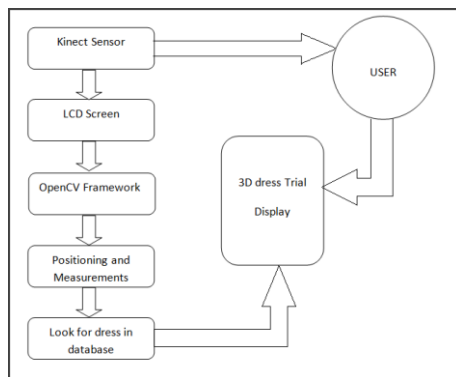 Kinect Sensor
USER
LCD Screen
OpenCV Framework
3D dress Trial
Display
Positioning and
Measurements
Look for dress in
database